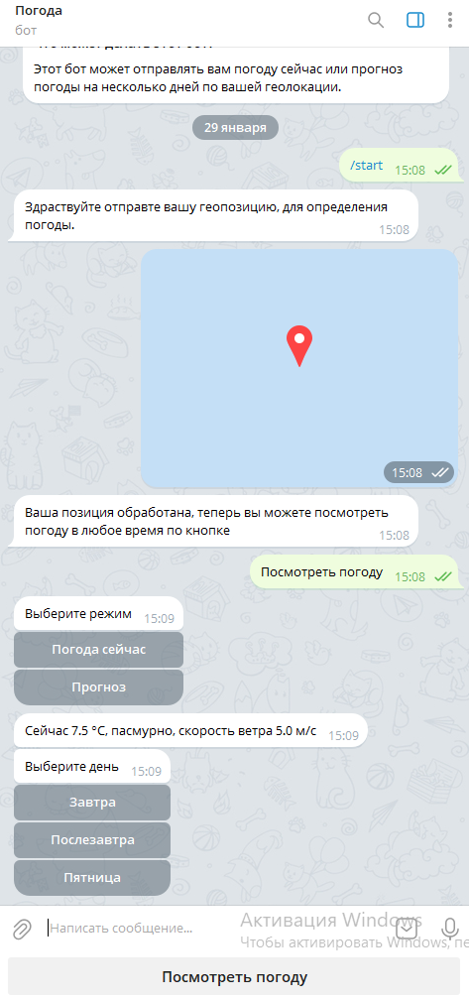 Погода
бот
Этот бот может отправлять вам погоду сейчас или прогноз
погоды на несколько дней по вашей геолокации.
29 января
/start 15:08
Здраствуйте отправте вашу геопозицию, для определения
погоды. 15:08
15:08
Ваша позиция обработана, теперь вы можете посмотреть
погоду в любое время по кнопке 15:08
Посмотреть погоду 15:08
Выберите режим 15:09
Погода сейчас
Прогноз
Сейчас 7.5 °C, пасмурно, скорость ветра 5.0 м/с 15:09
Выберите день 15:09
Завтра
Послезавтра
Пятница
Активация Windows
Написать сообщение...
Чтобы активировать Windows, пе
Посмотреть погоду